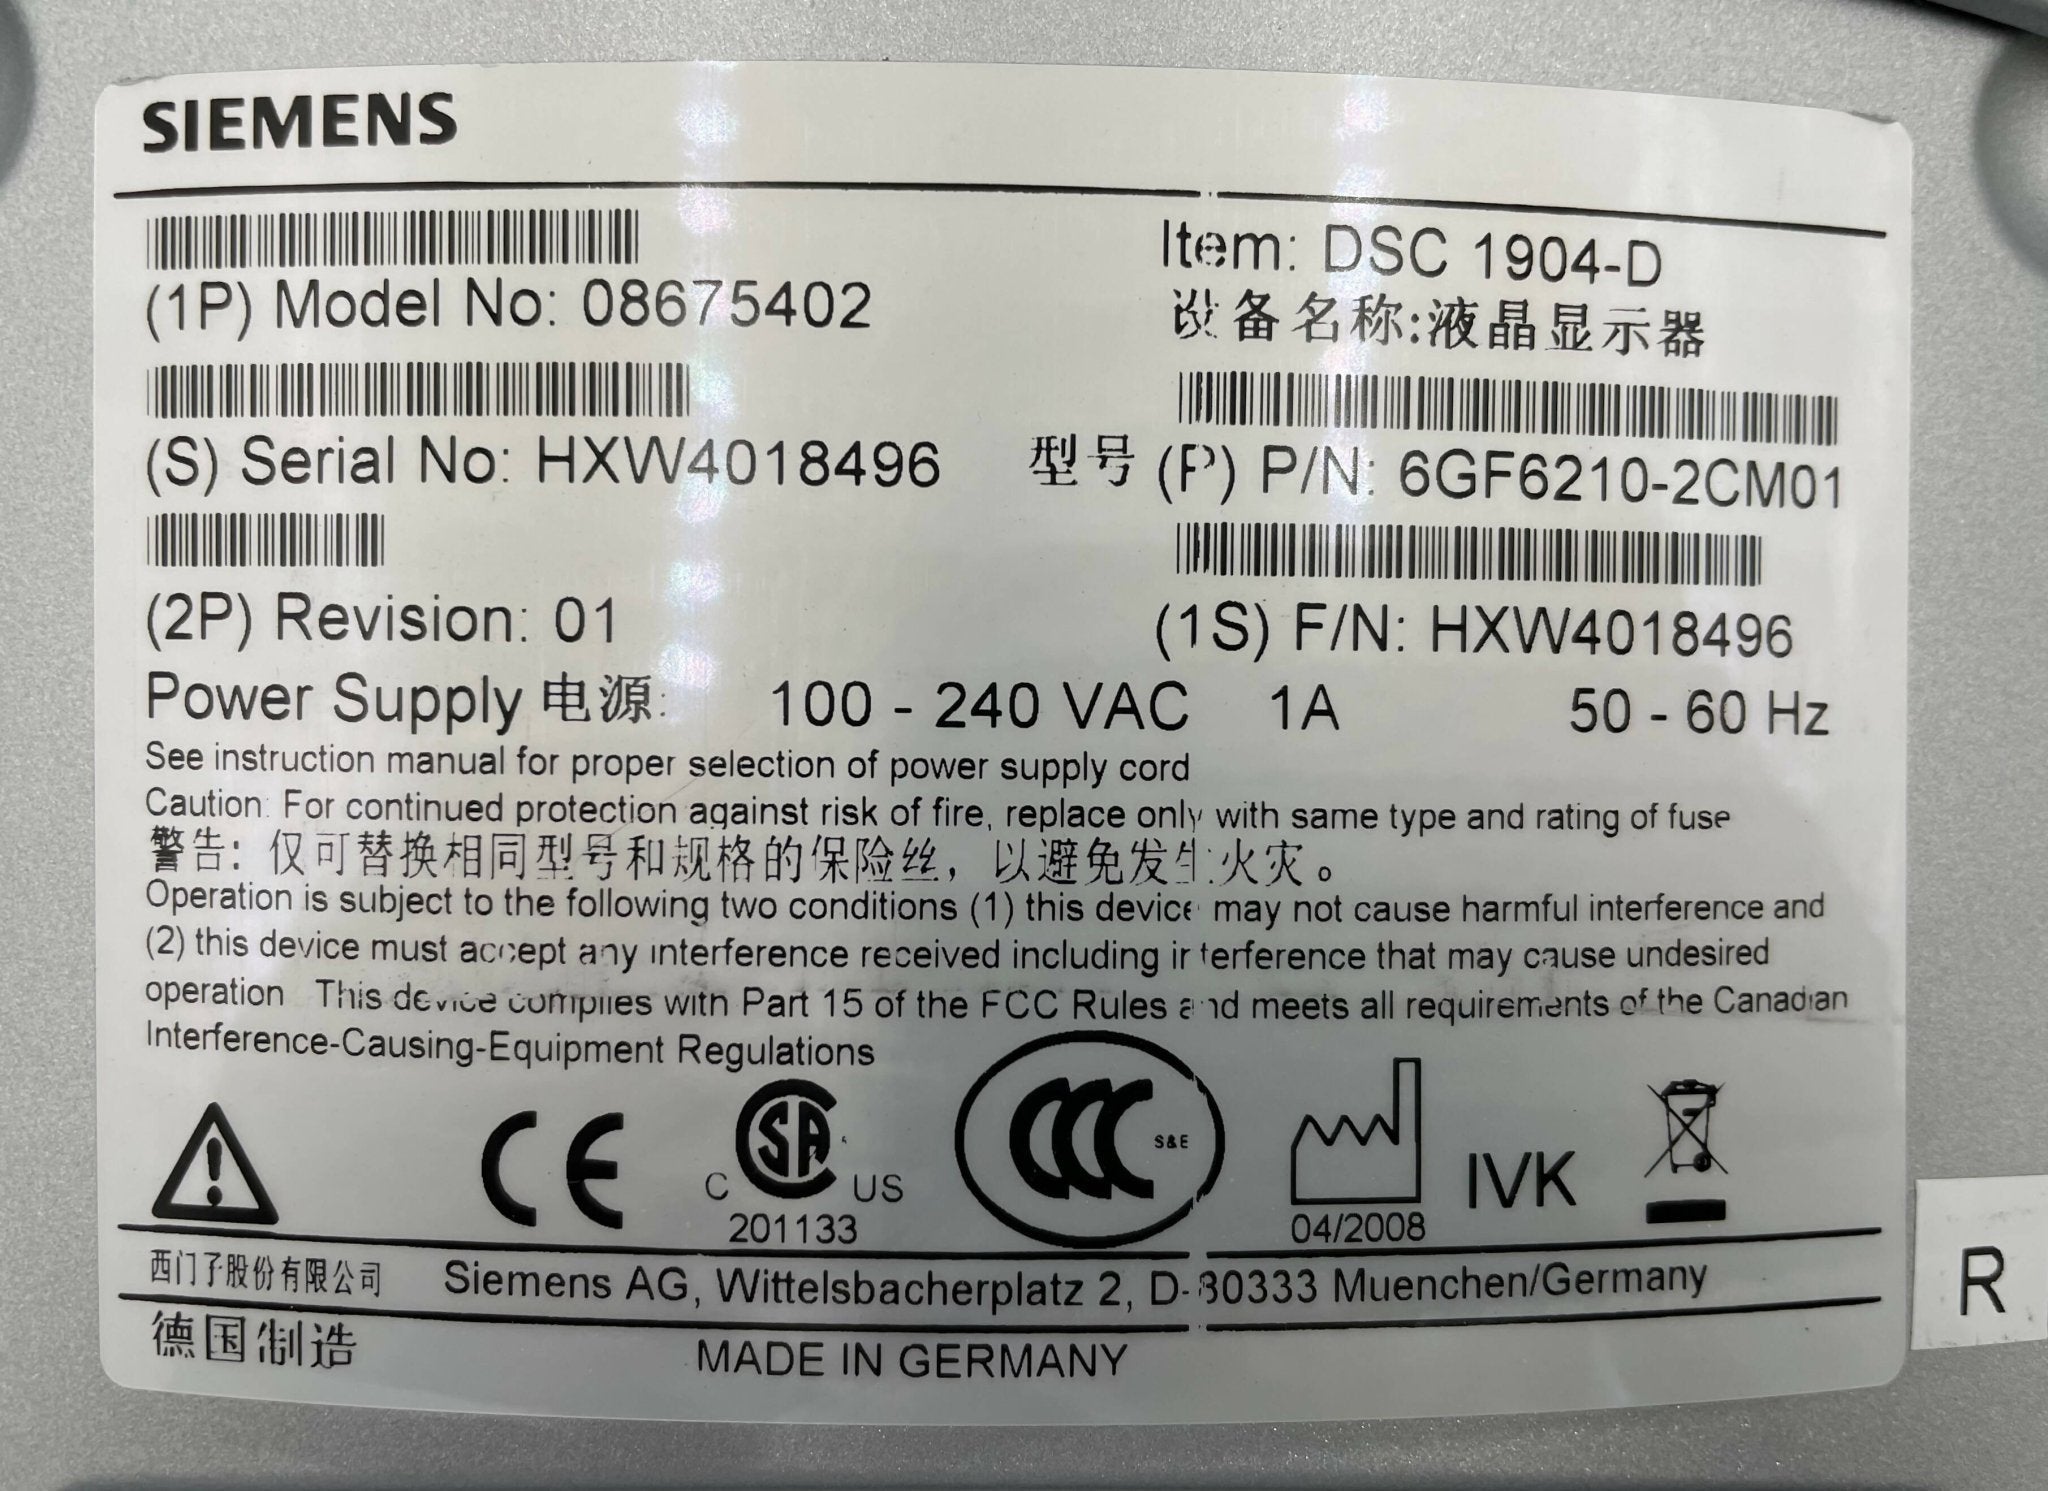 SIEMENS
(1P) Model No: 08675402
Item: DSC 1904-D
设备名称:液晶显示器
(S) Serial No: HXW4018496
型号 (P) P/N: 6GF6210-2CM01
(2P) Revision: 01
(1S) F/N: HXW4018496
Power Supply 电源: 100 - 240 VAC 1A 50 - 60 Hz
See instruction manual for proper selection of power supply cord
Caution: For continued protection against risk of fire, replace only with same type and rating of fuse
警告: 仅可替换相同型号和规格的保险丝，以避免发生火灾。
Operation is subject to the following two conditions (1) this device may not cause harmful interference and
(2) this device must accept any interference received including interference that may cause undesired
operation This device complies with Part 15 of the FCC Rules and meets all requirements of the Canadian
Interference-Causing-Equipment Regulations
CE
C SA US
201133
CCC S&E
04/2008
IVK
西门子股份有限公司 Siemens AG, Wittelsbacherplatz 2, D-80333 Muenchen/Germany
德国制造 MADE IN GERMANY
R